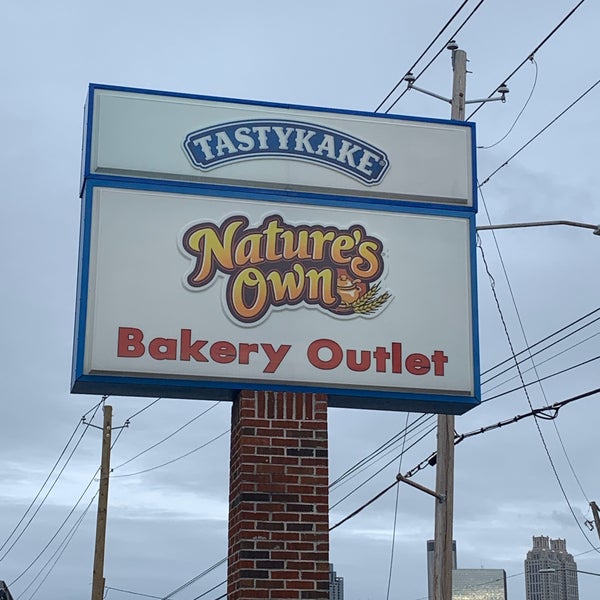 TASTYKAKE®
Nature's
Own
Bakery Outlet